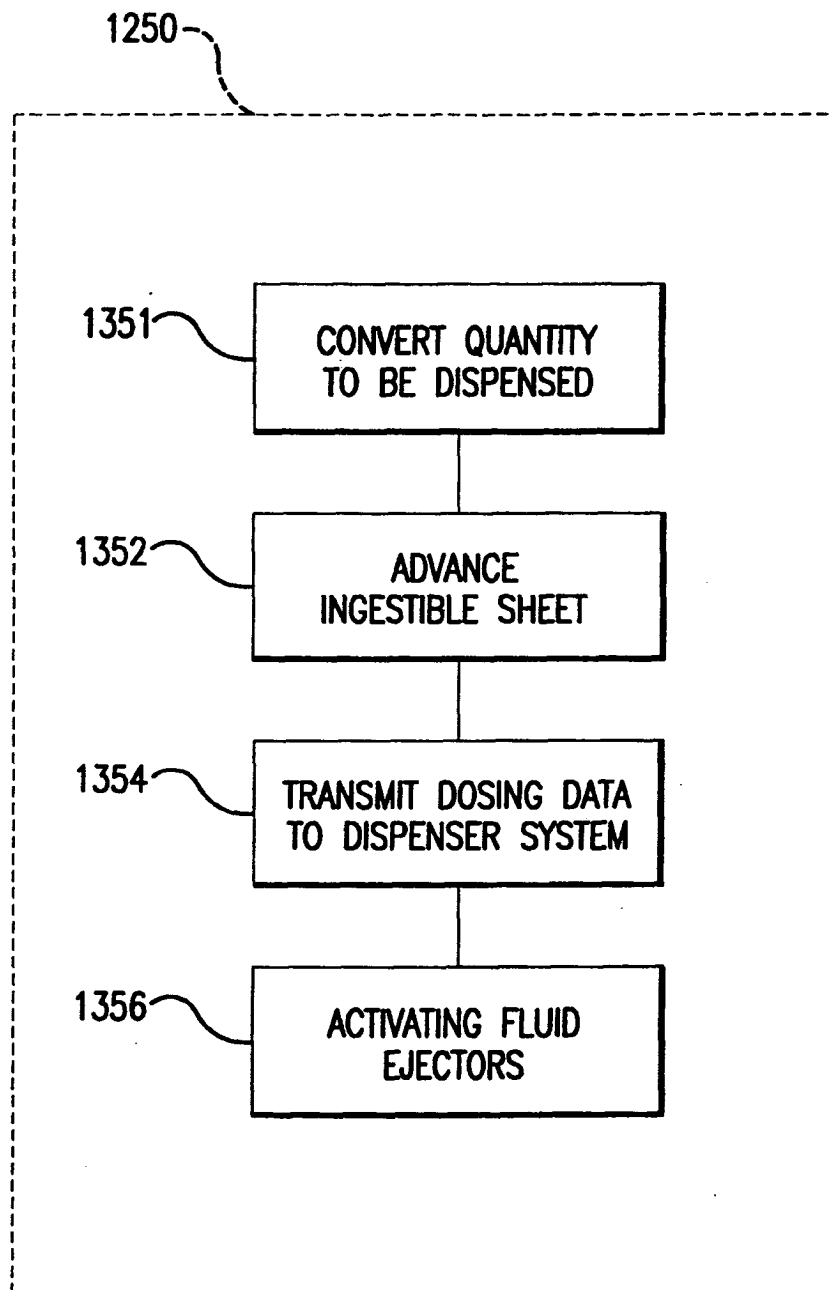 1250
1351
CONVERT QUANTITY
TO BE DISPENSED
1352
ADVANCE
INGESTIBLE SHEET
1354
TRANSMIT DOSING DATA
TO DISPENSER SYSTEM
1356
ACTIVATING FLUID
EJECTORS